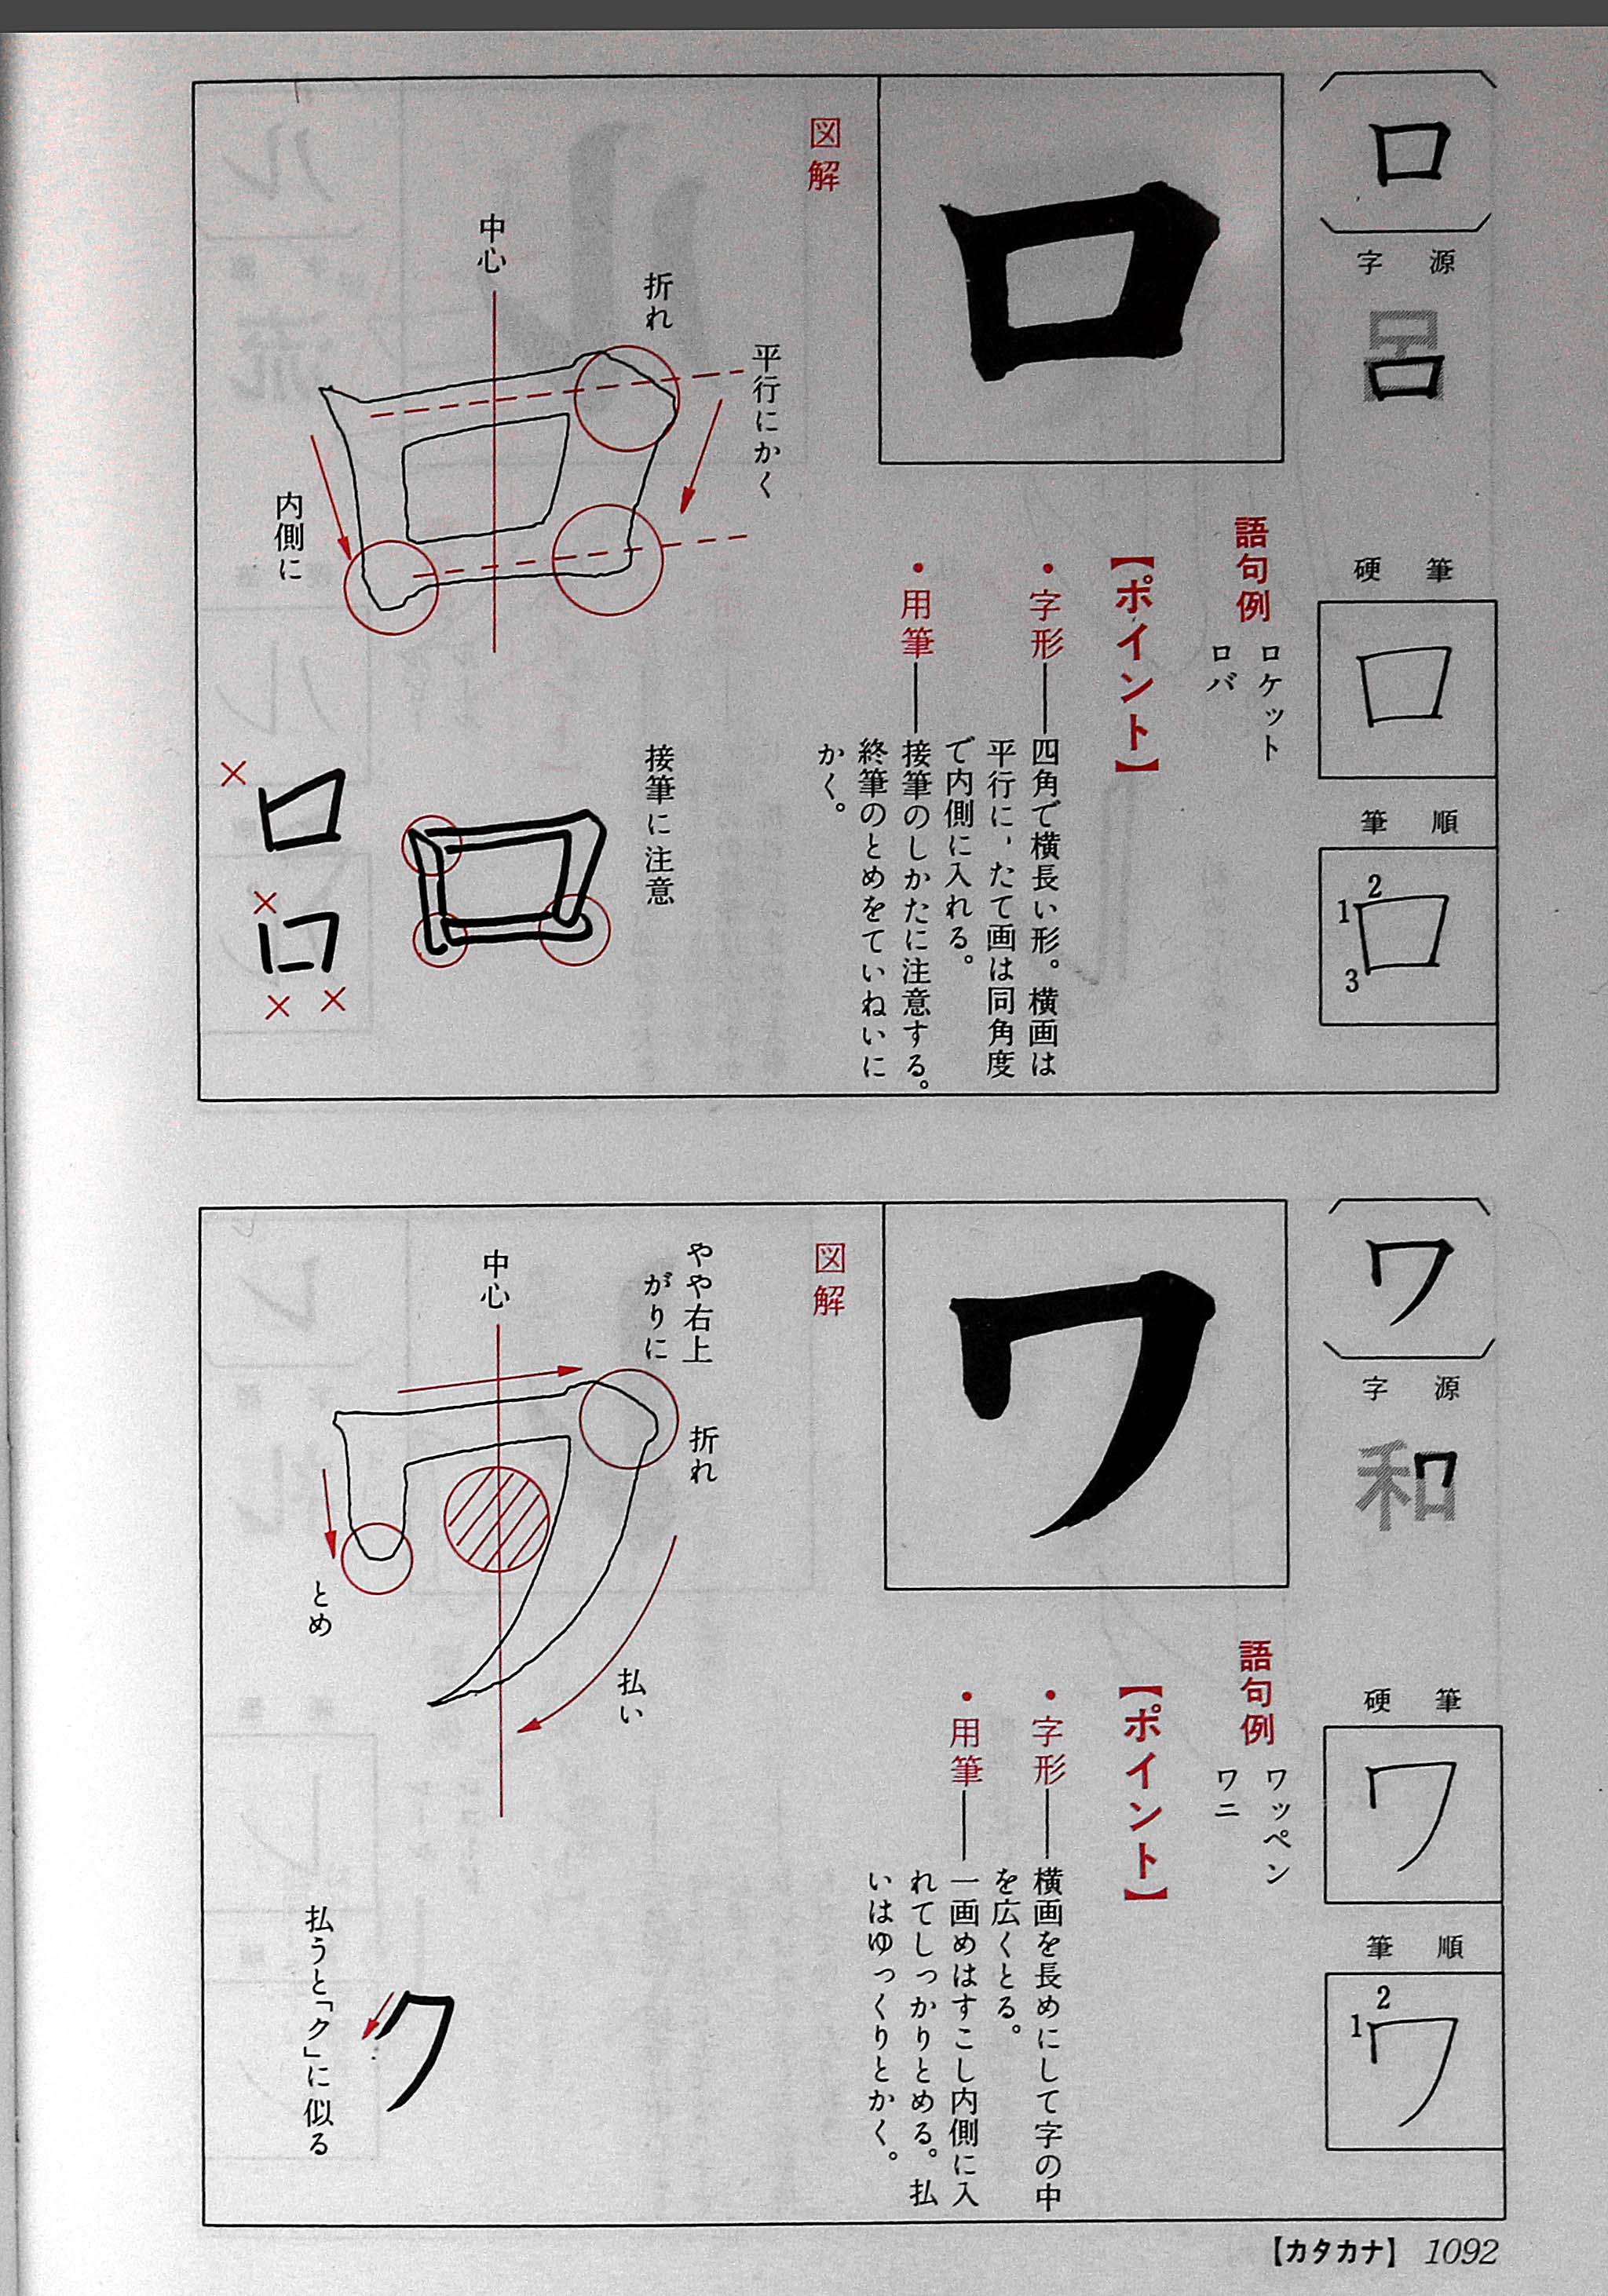 ロ
字源
呂
硬筆
ロ
筆順
1 2 3
ロ
語句例
ロケット
ロバ
【ポイント】
・字形――四角で横長い形。横画は
平行に、たて画は同角度
で内側に入れる。
・用筆――接筆のしかたに注意する。
終筆のとめをていねいに
かく。
ロ
図解
平行にかく
折れ
中心
内側に
接筆に注意
ワ
字源
和
硬筆
ワ
筆順
1 2
ワ
語句例
ワッペン
ワニ
【ポイント】
・字形――横画を長めにして字の中
を広くとる。
・用筆――一画めはすこし内側に入
れてしっかりとめる。払
いはゆっくりとかく。
ワ
図解
やや右上
がりに
折れ
中心
とめ
払い
ク
払うと「ク」に似る
【カタカナ】 1092